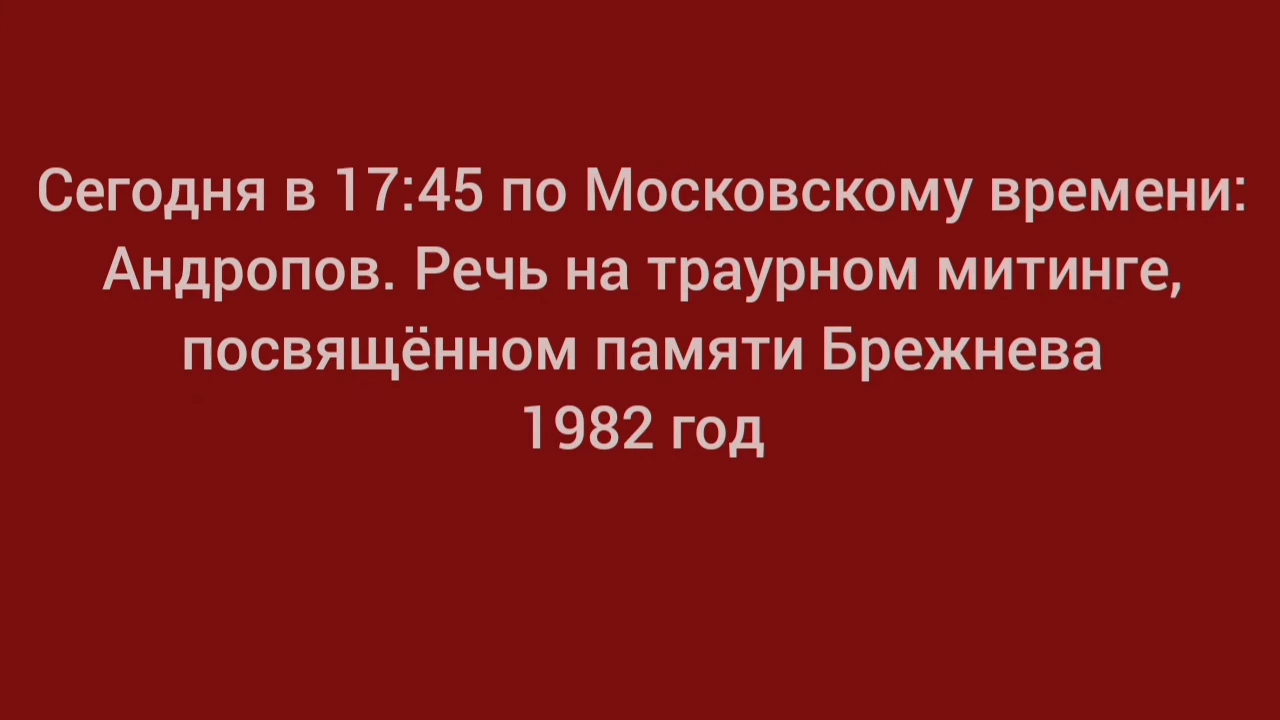 Сегодня в 17:45 по Московскому времени:
Андропов. Речь на траурном митинге,
посвящённом памяти Брежнева
1982 год